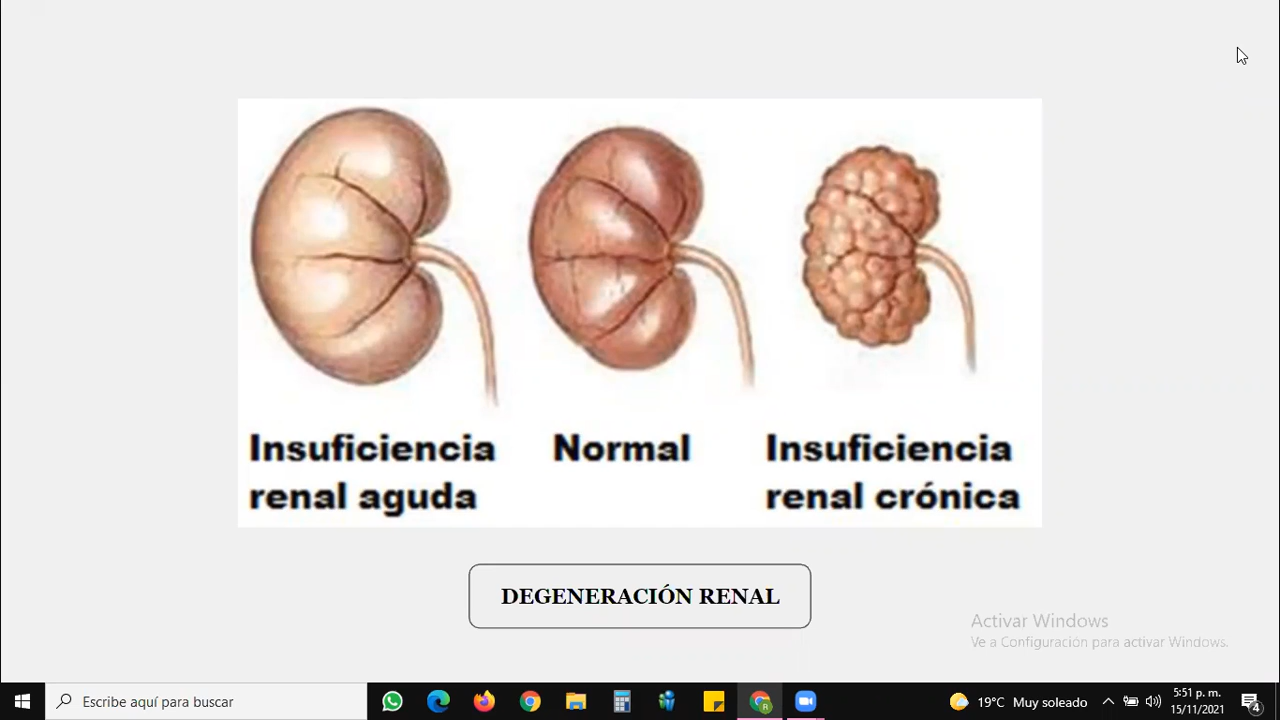 Insuficiencia
renal aguda
Normal
Insuficiencia
renal crónica
DEGENERACIÓN RENAL
Activar Windows
Ve a Configuración para activar Windows.
Escribe aquí para buscar
19°C Muy soleado
5:51 p. m.
15/11/2021
4